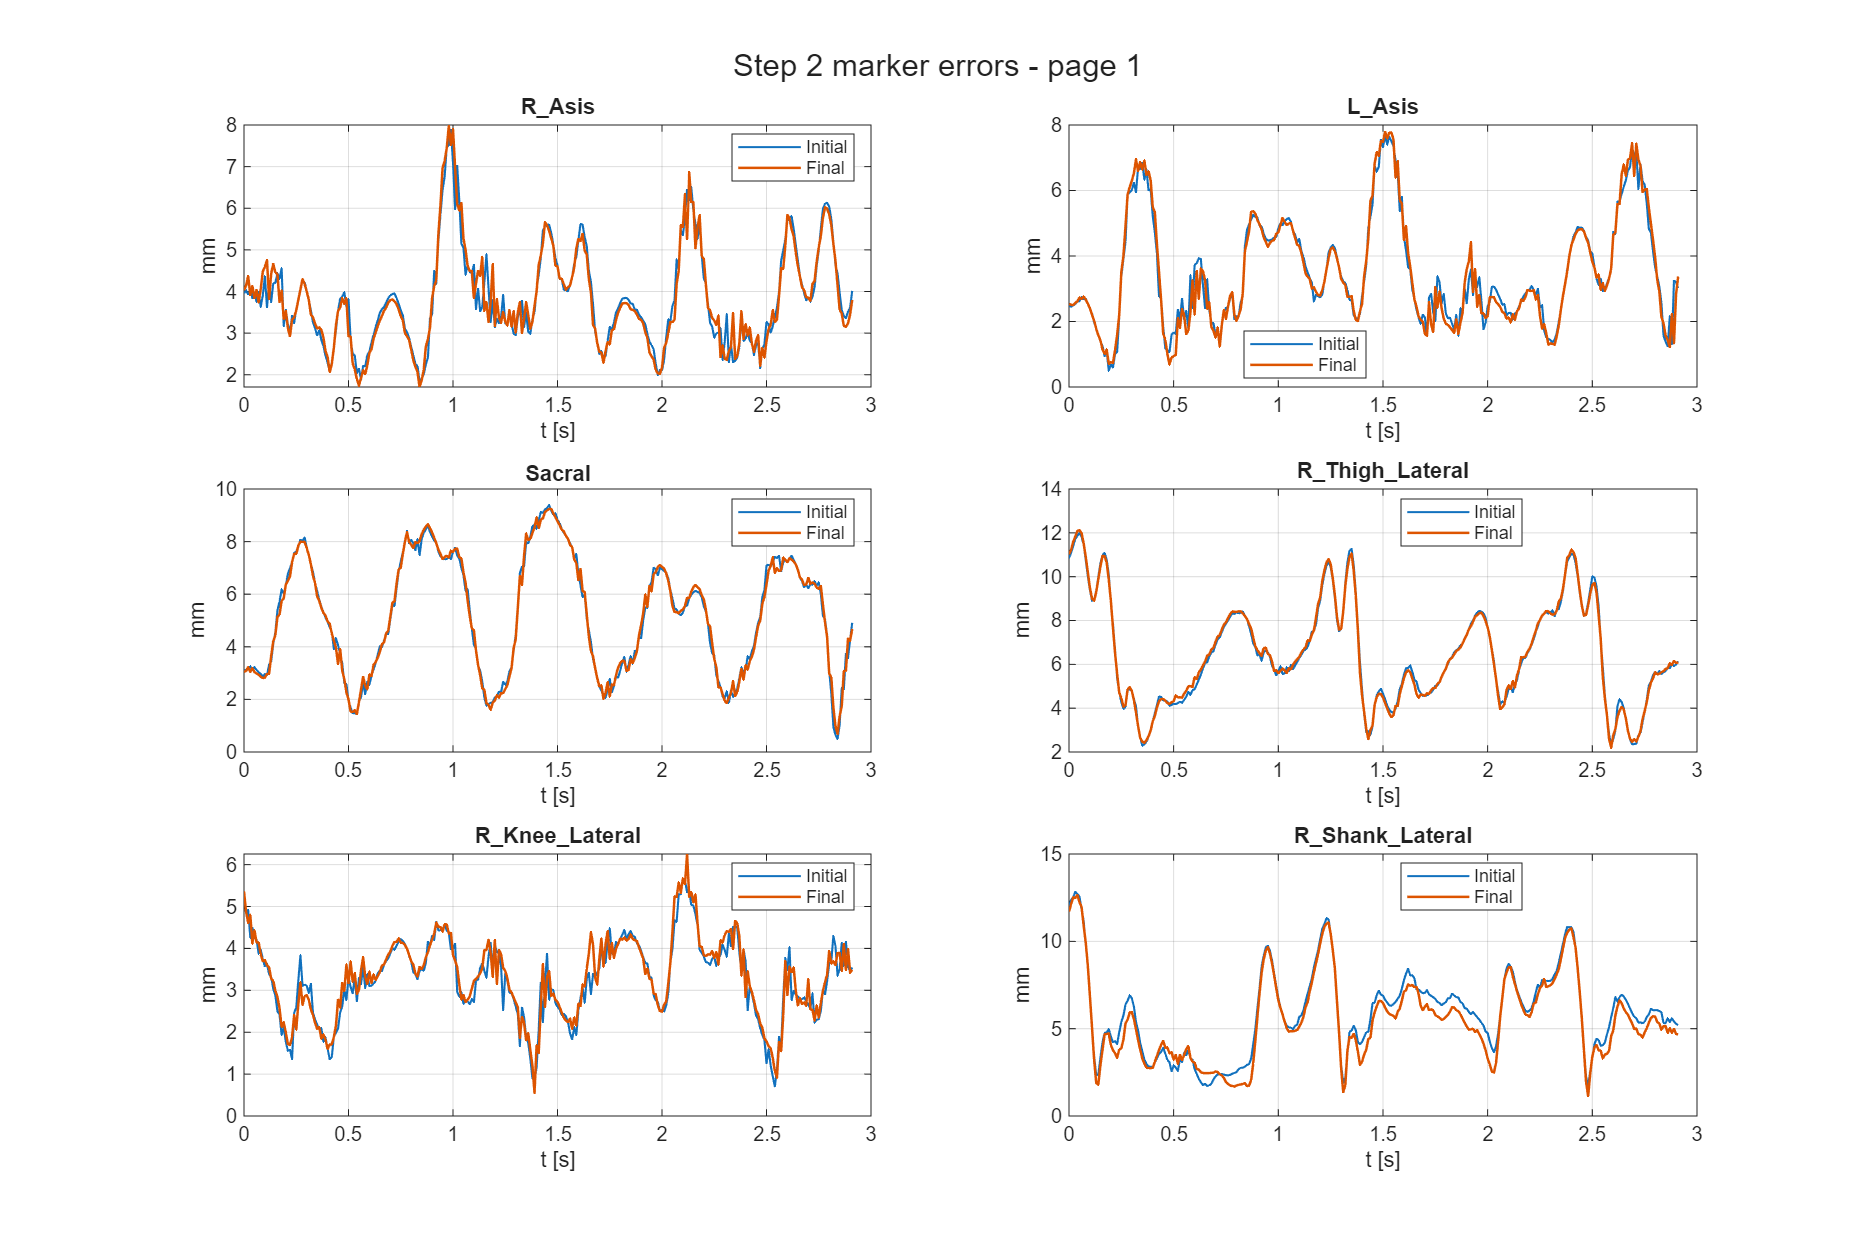 Step 2 marker errors - page 1
R_Asis
8
7
6
5
4
3
2
mm
Initial
Final
0 0.5 1 1.5 2 2.5 3
t [s]
L_Asis
8
6
4
2
0
mm
Initial
Final
0 0.5 1 1.5 2 2.5 3
t [s]
Sacral
10
8
6
4
2
0
mm
Initial
Final
0 0.5 1 1.5 2 2.5 3
t [s]
R_Thigh_Lateral
14
12
10
8
6
4
2
mm
Initial
Final
0 0.5 1 1.5 2 2.5 3
t [s]
R_Knee_Lateral
6
5
4
3
2
1
0
mm
Initial
Final
0 0.5 1 1.5 2 2.5 3
t [s]
R_Shank_Lateral
15
10
5
0
mm
Initial
Final
0 0.5 1 1.5 2 2.5 3
t [s]